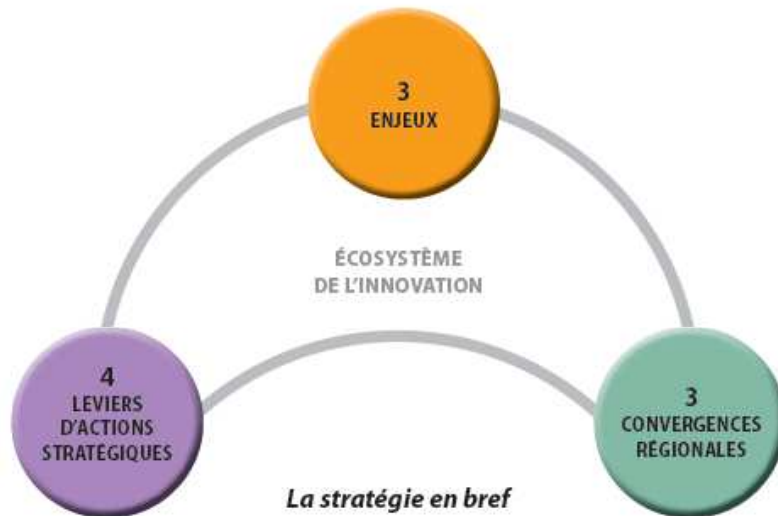 3
ENJEUX
ÉCOSYSTÈME
DE L'INNOVATION
4
LEVIERS
D'ACTIONS
STRATÉGIQUES
3
CONVERGENCES
RÉGIONALES
La stratégie en bref